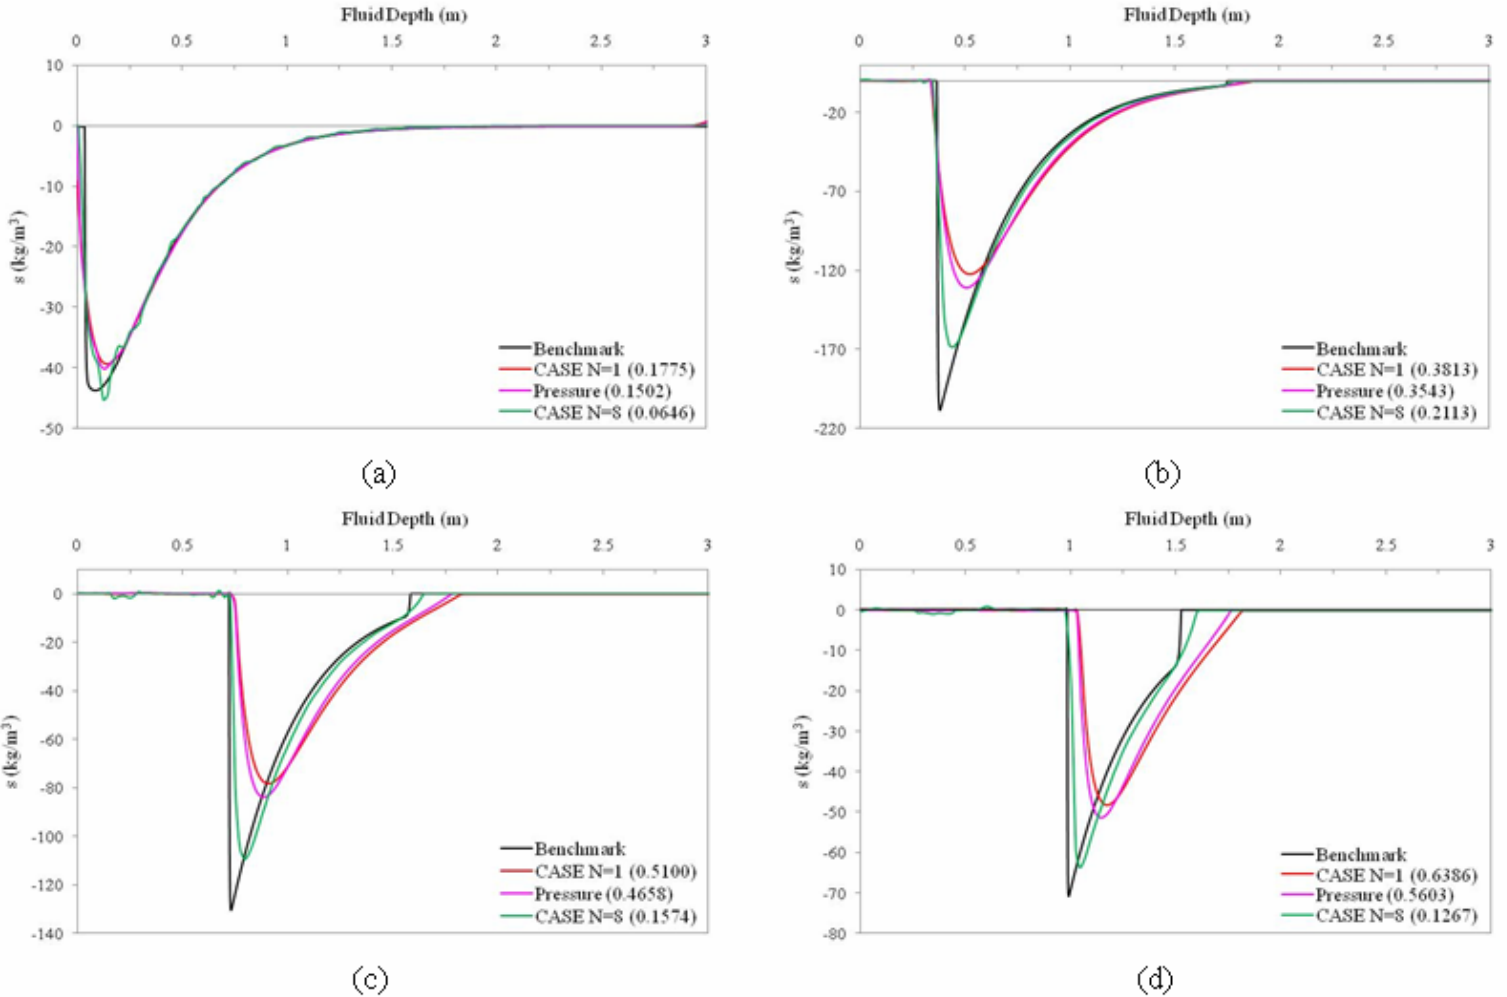 Fluid Depth (m)
0 0.5 1 1.5 2 2.5 3
10
0
-10
-20
-30
-40
-50
s (kg/m³)
Benchmark
CASE N=1 (0.1775)
Pressure (0.1502)
CASE N=8 (0.0646)
(a)
Fluid Depth (m)
0 0.5 1 1.5 2 2.5 3
-20
-70
-120
-170
-220
s (kg/m³)
Benchmark
CASE N=1 (0.3813)
Pressure (0.3543)
CASE N=8 (0.2113)
(b)
Fluid Depth (m)
0 0.5 1 1.5 2 2.5 3
0
-20
-40
-60
-80
-100
-120
-140
s (kg/m³)
Benchmark
CASE N=1 (0.5100)
Pressure (0.4658)
CASE N=8 (0.1574)
(c)
Fluid Depth (m)
0 0.5 1 1.5 2 2.5 3
10
0
-10
-20
-30
-40
-50
-60
-70
-80
s (kg/m³)
Benchmark
CASE N=1 (0.6386)
Pressure (0.5603)
CASE N=8 (0.1267)
(d)